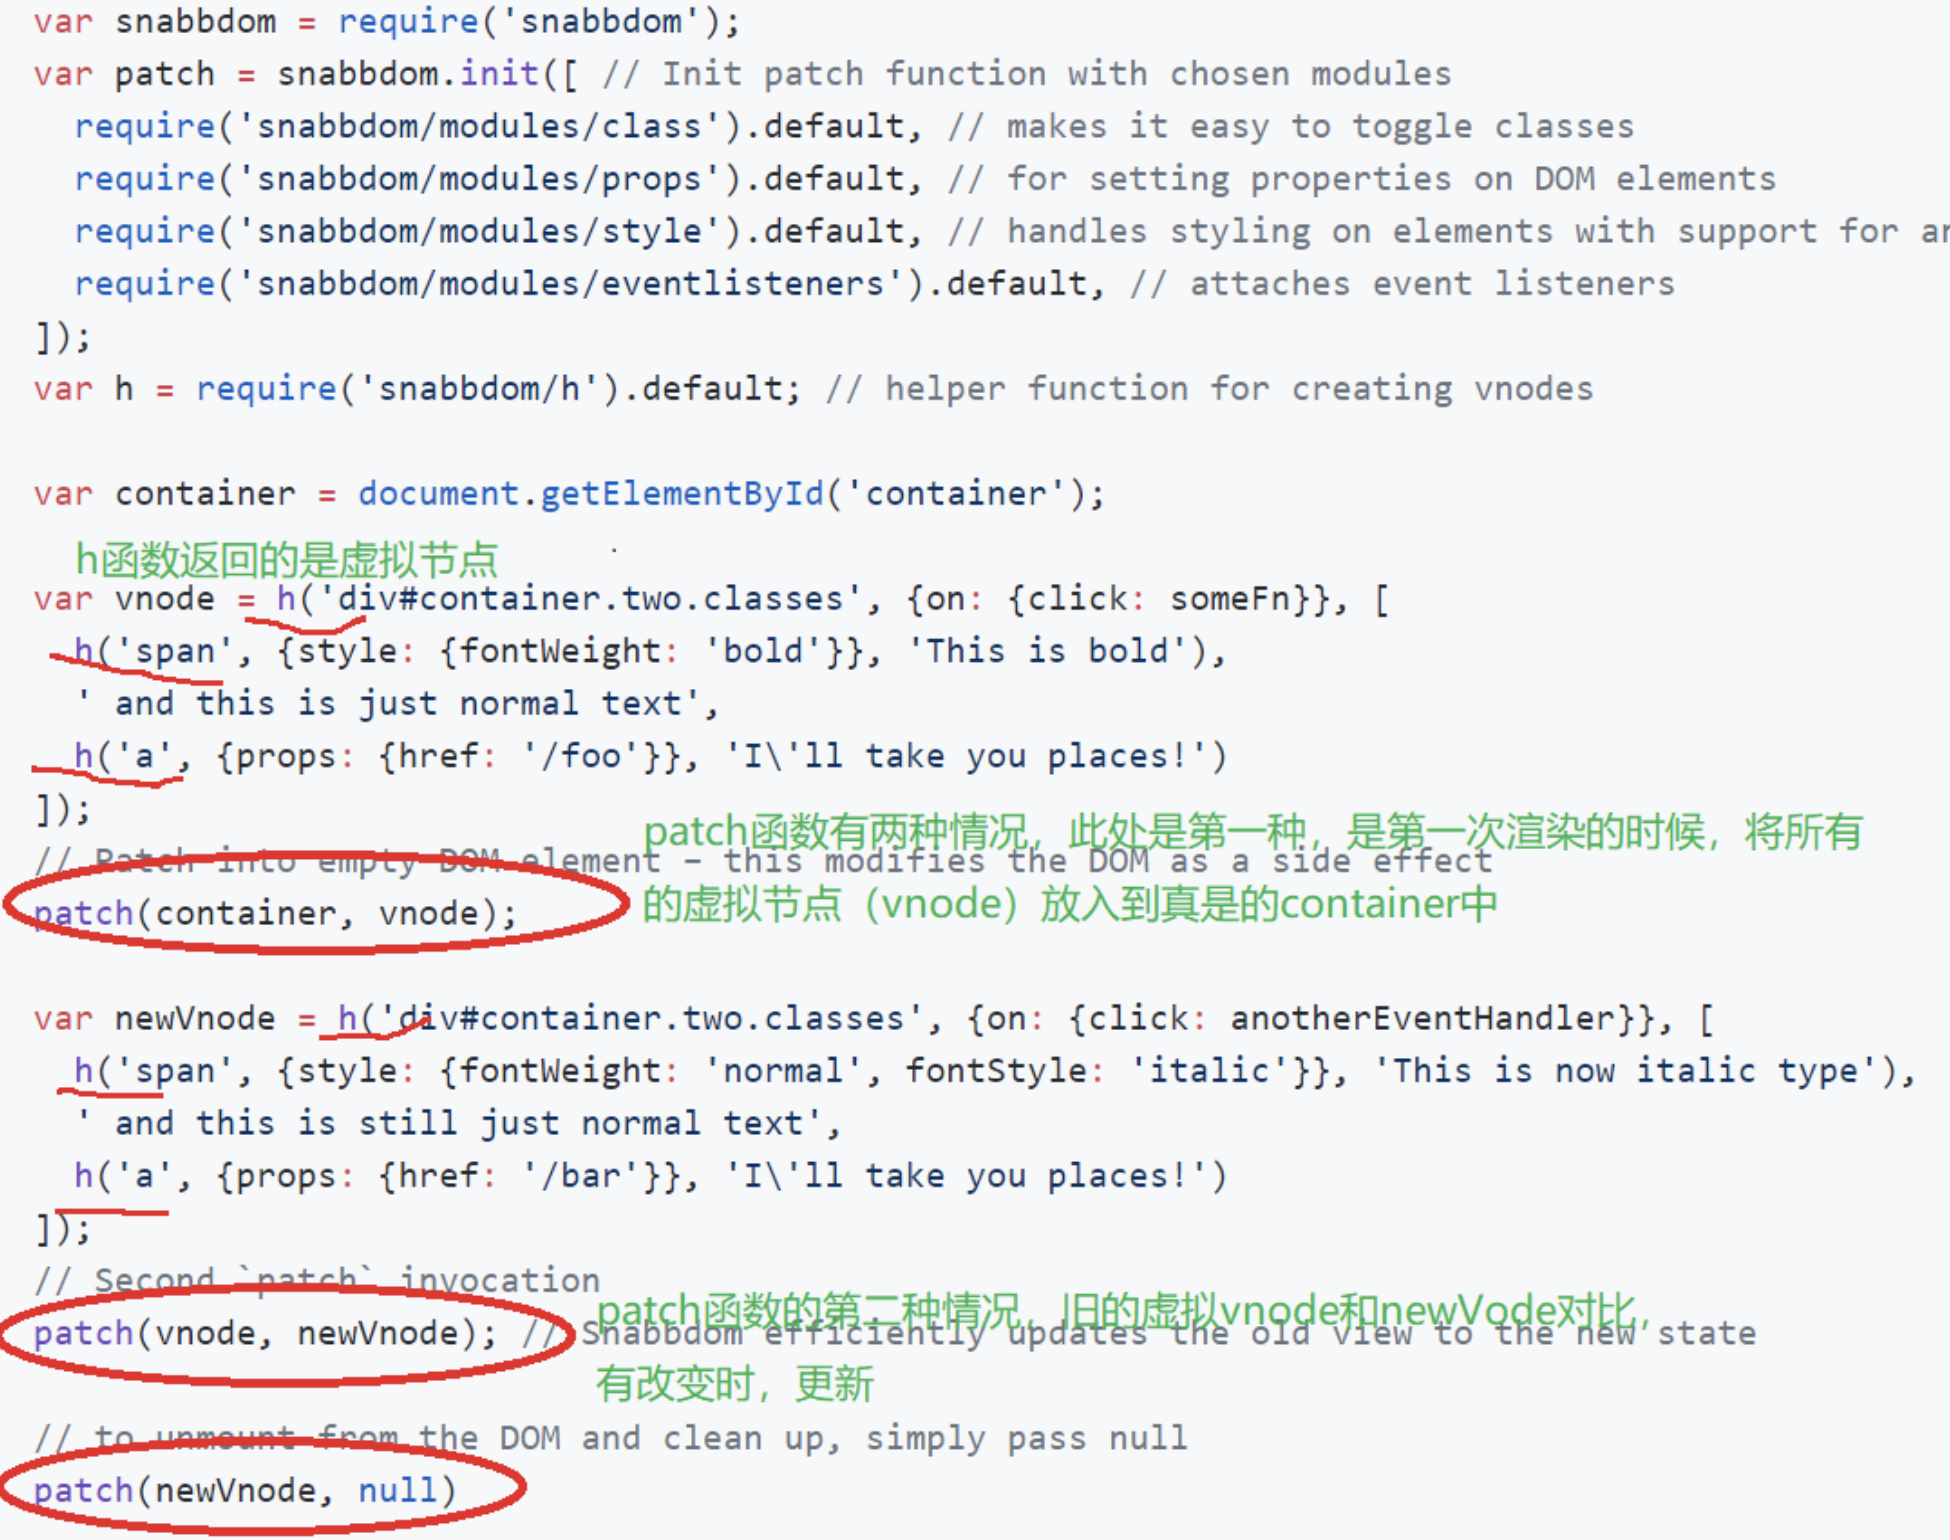 var snabbdom = require('snabbdom');
var patch = snabbdom.init([ // Init patch function with chosen modules
  require('snabbdom/modules/class').default, // makes it easy to toggle classes
  require('snabbdom/modules/props').default, // for setting properties on DOM elements
  require('snabbdom/modules/style').default, // handles styling on elements with support for
  require('snabbdom/modules/eventlisteners').default, // attaches event listeners
]);
var h = require('snabbdom/h').default; // helper function for creating vnodes
var container = document.getElementById('container');
h函数返回的是虚拟节点
var vnode = h('div#container.two.classes', {on: {click: someFn}}, [
  h('span', {style: {fontWeight: 'bold'}}, 'This is bold'),
  ' and this is just normal text',
  h('a', {props: {href: '/foo'}}, 'I\'ll take you places!')
]);
patch函数有两种情况，此处是第一种，是第一次渲染的时候，将所有
// Patch into empty DOM element – this modifies the DOM as a side effect
的虚拟节点（vnode）放入到真是的container中
patch(container, vnode);
var newVnode = h('div#container.two.classes', {on: {click: anotherEventHandler}}, [
  h('span', {style: {fontWeight: 'normal', fontStyle: 'italic'}}, 'This is now italic type'),
  ' and this is still just normal text',
  h('a', {props: {href: '/bar'}}, 'I\'ll take you places!')
]);
// Second `patch` invocation
patch函数的第二种情况，旧的虚拟vnode和newVode对比，
patch(vnode, newVnode); // Snabbdom efficiently updates the old view to the new state
有改变时，更新
// to unmount from the DOM and clean up, simply pass null
patch(newVnode, null)